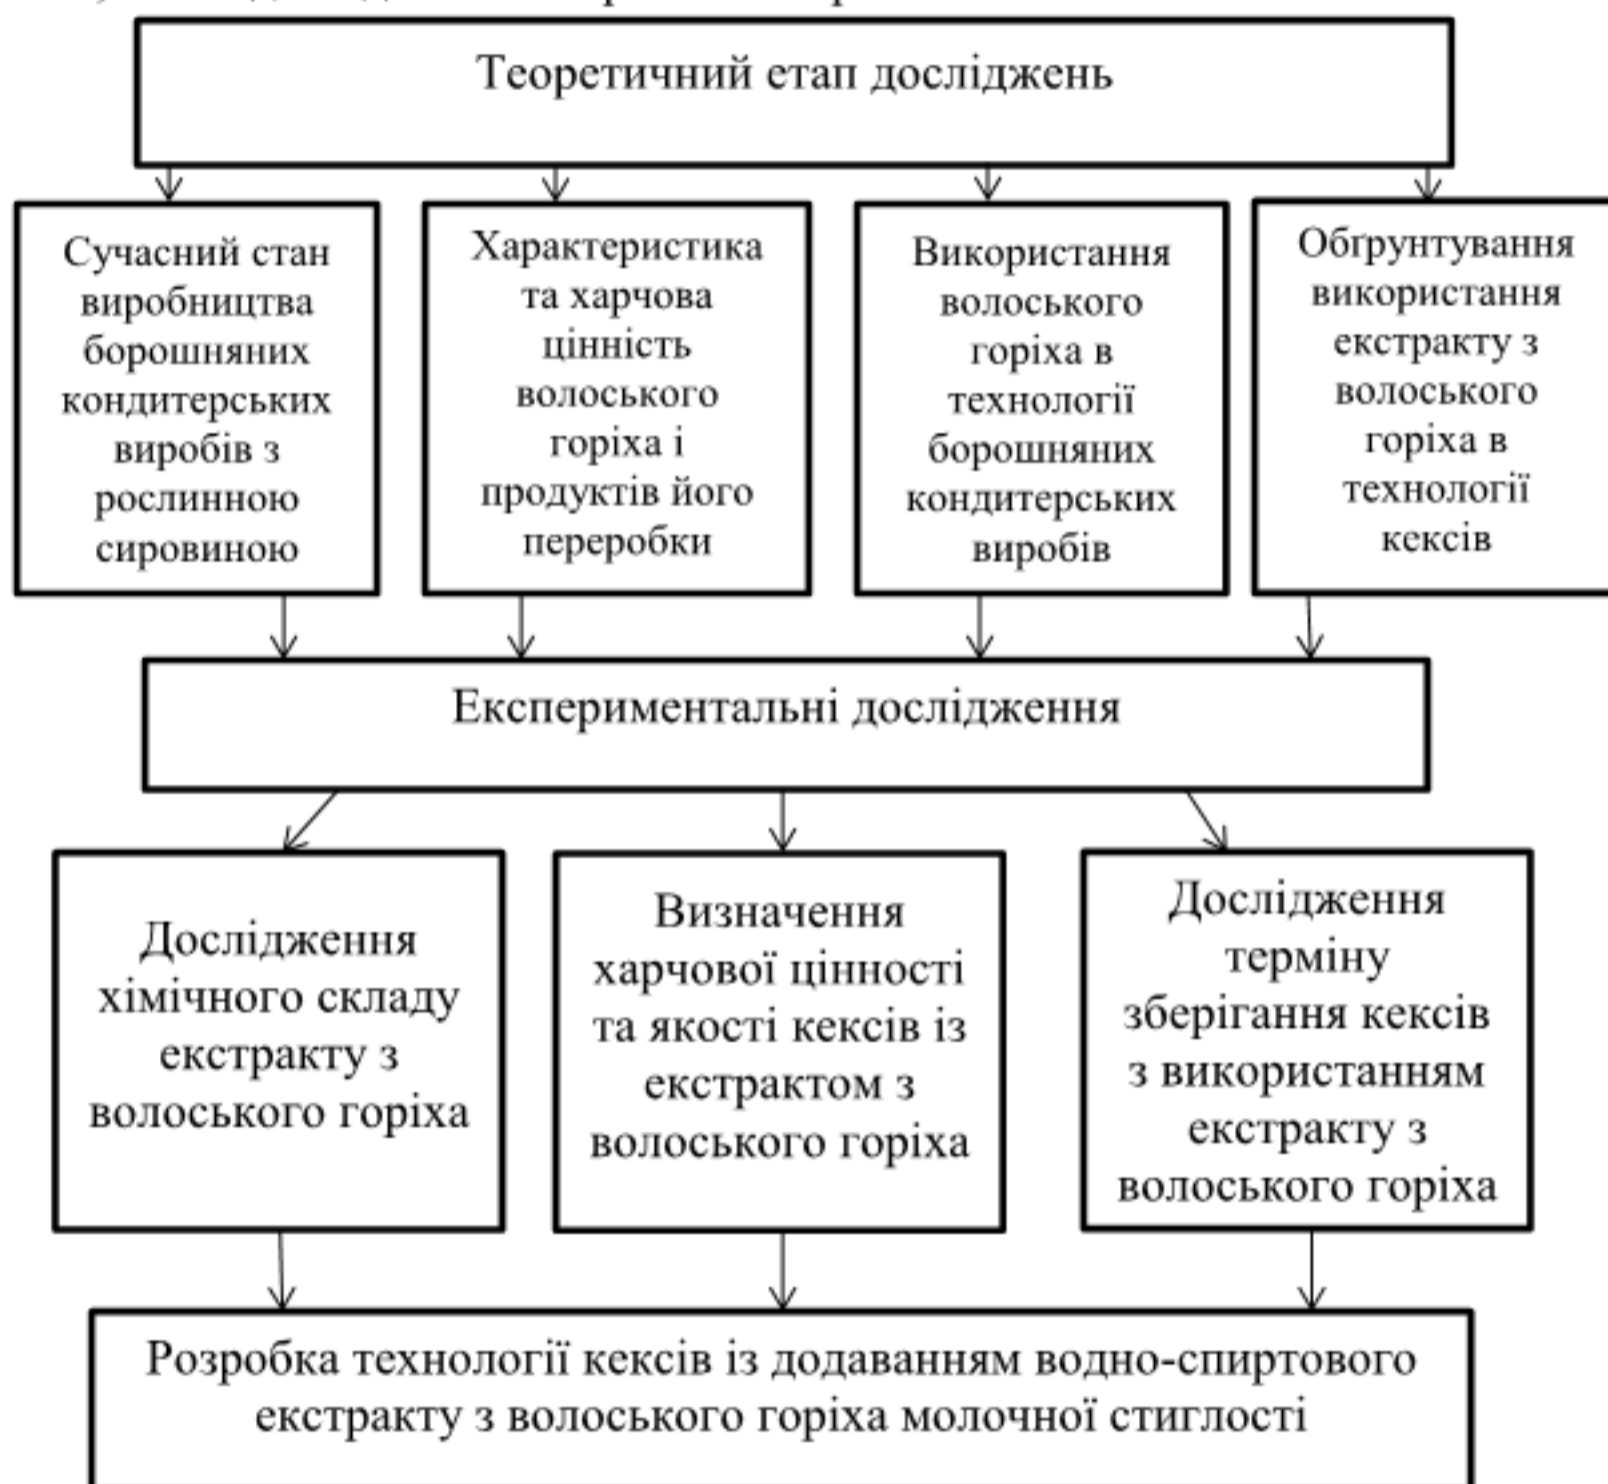 Теоретичний етап досліджень
Сучасний стан
виробництва
борошняних
кондитерських
виробів з
рослинною
сировиною
Характеристика
та харчова
цінність
волоського
горіха і
продуктів його
переробки
Використання
волоського
горіха в
технології
борошняних
кондитерських
виробів
Обґрунтування
використання
екстракту з
волоського
горіха в
технології
кексів
Експериментальні дослідження
Дослідження
хімічного складу
екстракту з
волоського горіха
Визначення
харчової цінності
та якості кексів із
екстрактом з
волоського горіха
Дослідження
терміну
зберігання кексів
з використанням
екстракту з
волоського горіха
Розробка технології кексів із додаванням водно-спиртового
екстракту з волоського горіха молочної стиглості